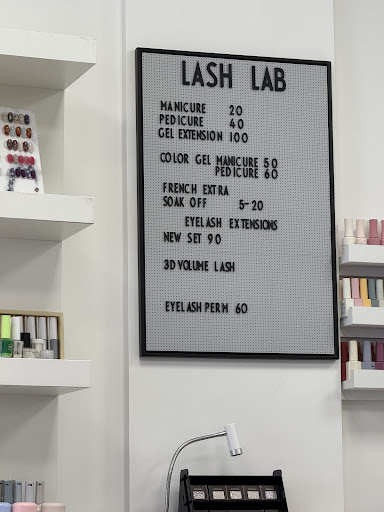 LASH LAB
MANICURE 20
PEDICURE 40
GEL EXTENSION 100
COLOR GEL MANICURE 50
PEDICURE 60
FRENCH EXTRA
SOAK OFF 5-20
EYELASH EXTENSIONS
NEW SET 90
3D VOLUME LASH
EYELASH PERM 60